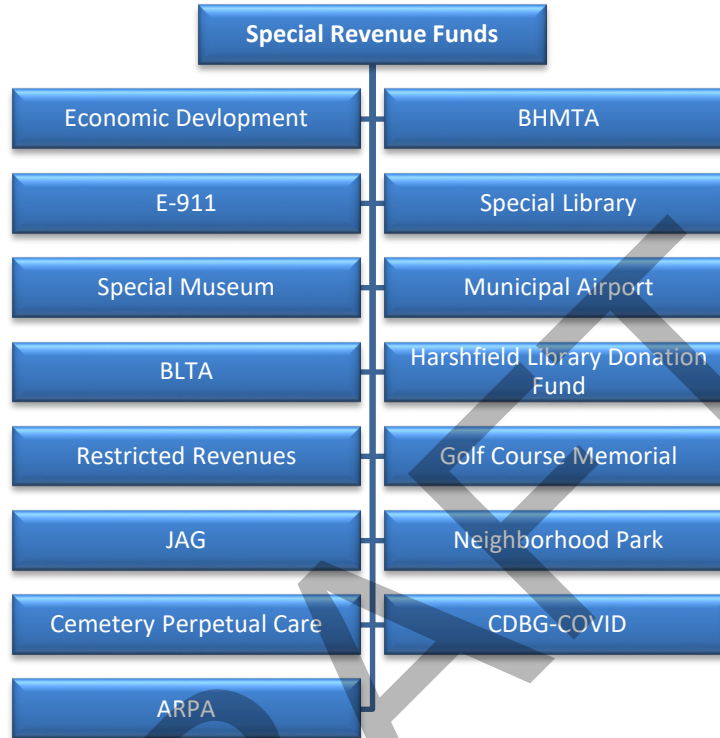 Special Revenue Funds
Economic Devlopment
BHMTA
E-911
Special Library
Special Museum
Municipal Airport
BLTA
Harshfield Library Donation
Fund
Restricted Revenues
Golf Course Memorial
JAG
Neighborhood Park
Cemetery Perpetual Care
CDBG-COVID
ARPA
DRAFT